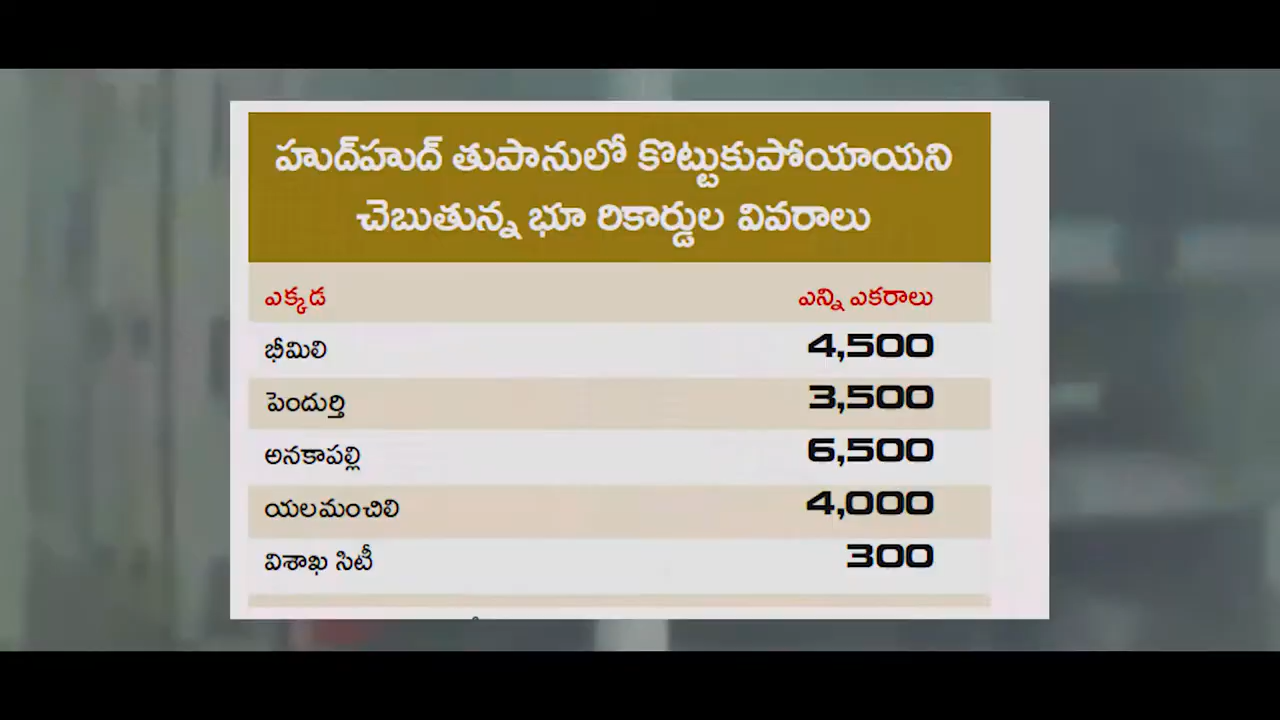 హుద్‌హుద్ తుపానులో కొట్టుకుపోయాయని
చెబుతున్న భూ రికార్డుల వివరాలు
ఎక్కడ ఎన్ని ఎకరాలు
భీమిలి 4,500
పెందుర్తి 3,500
అనకాపల్లి 6,500
యలమంచిలి 4,000
విశాఖ సిటీ 300